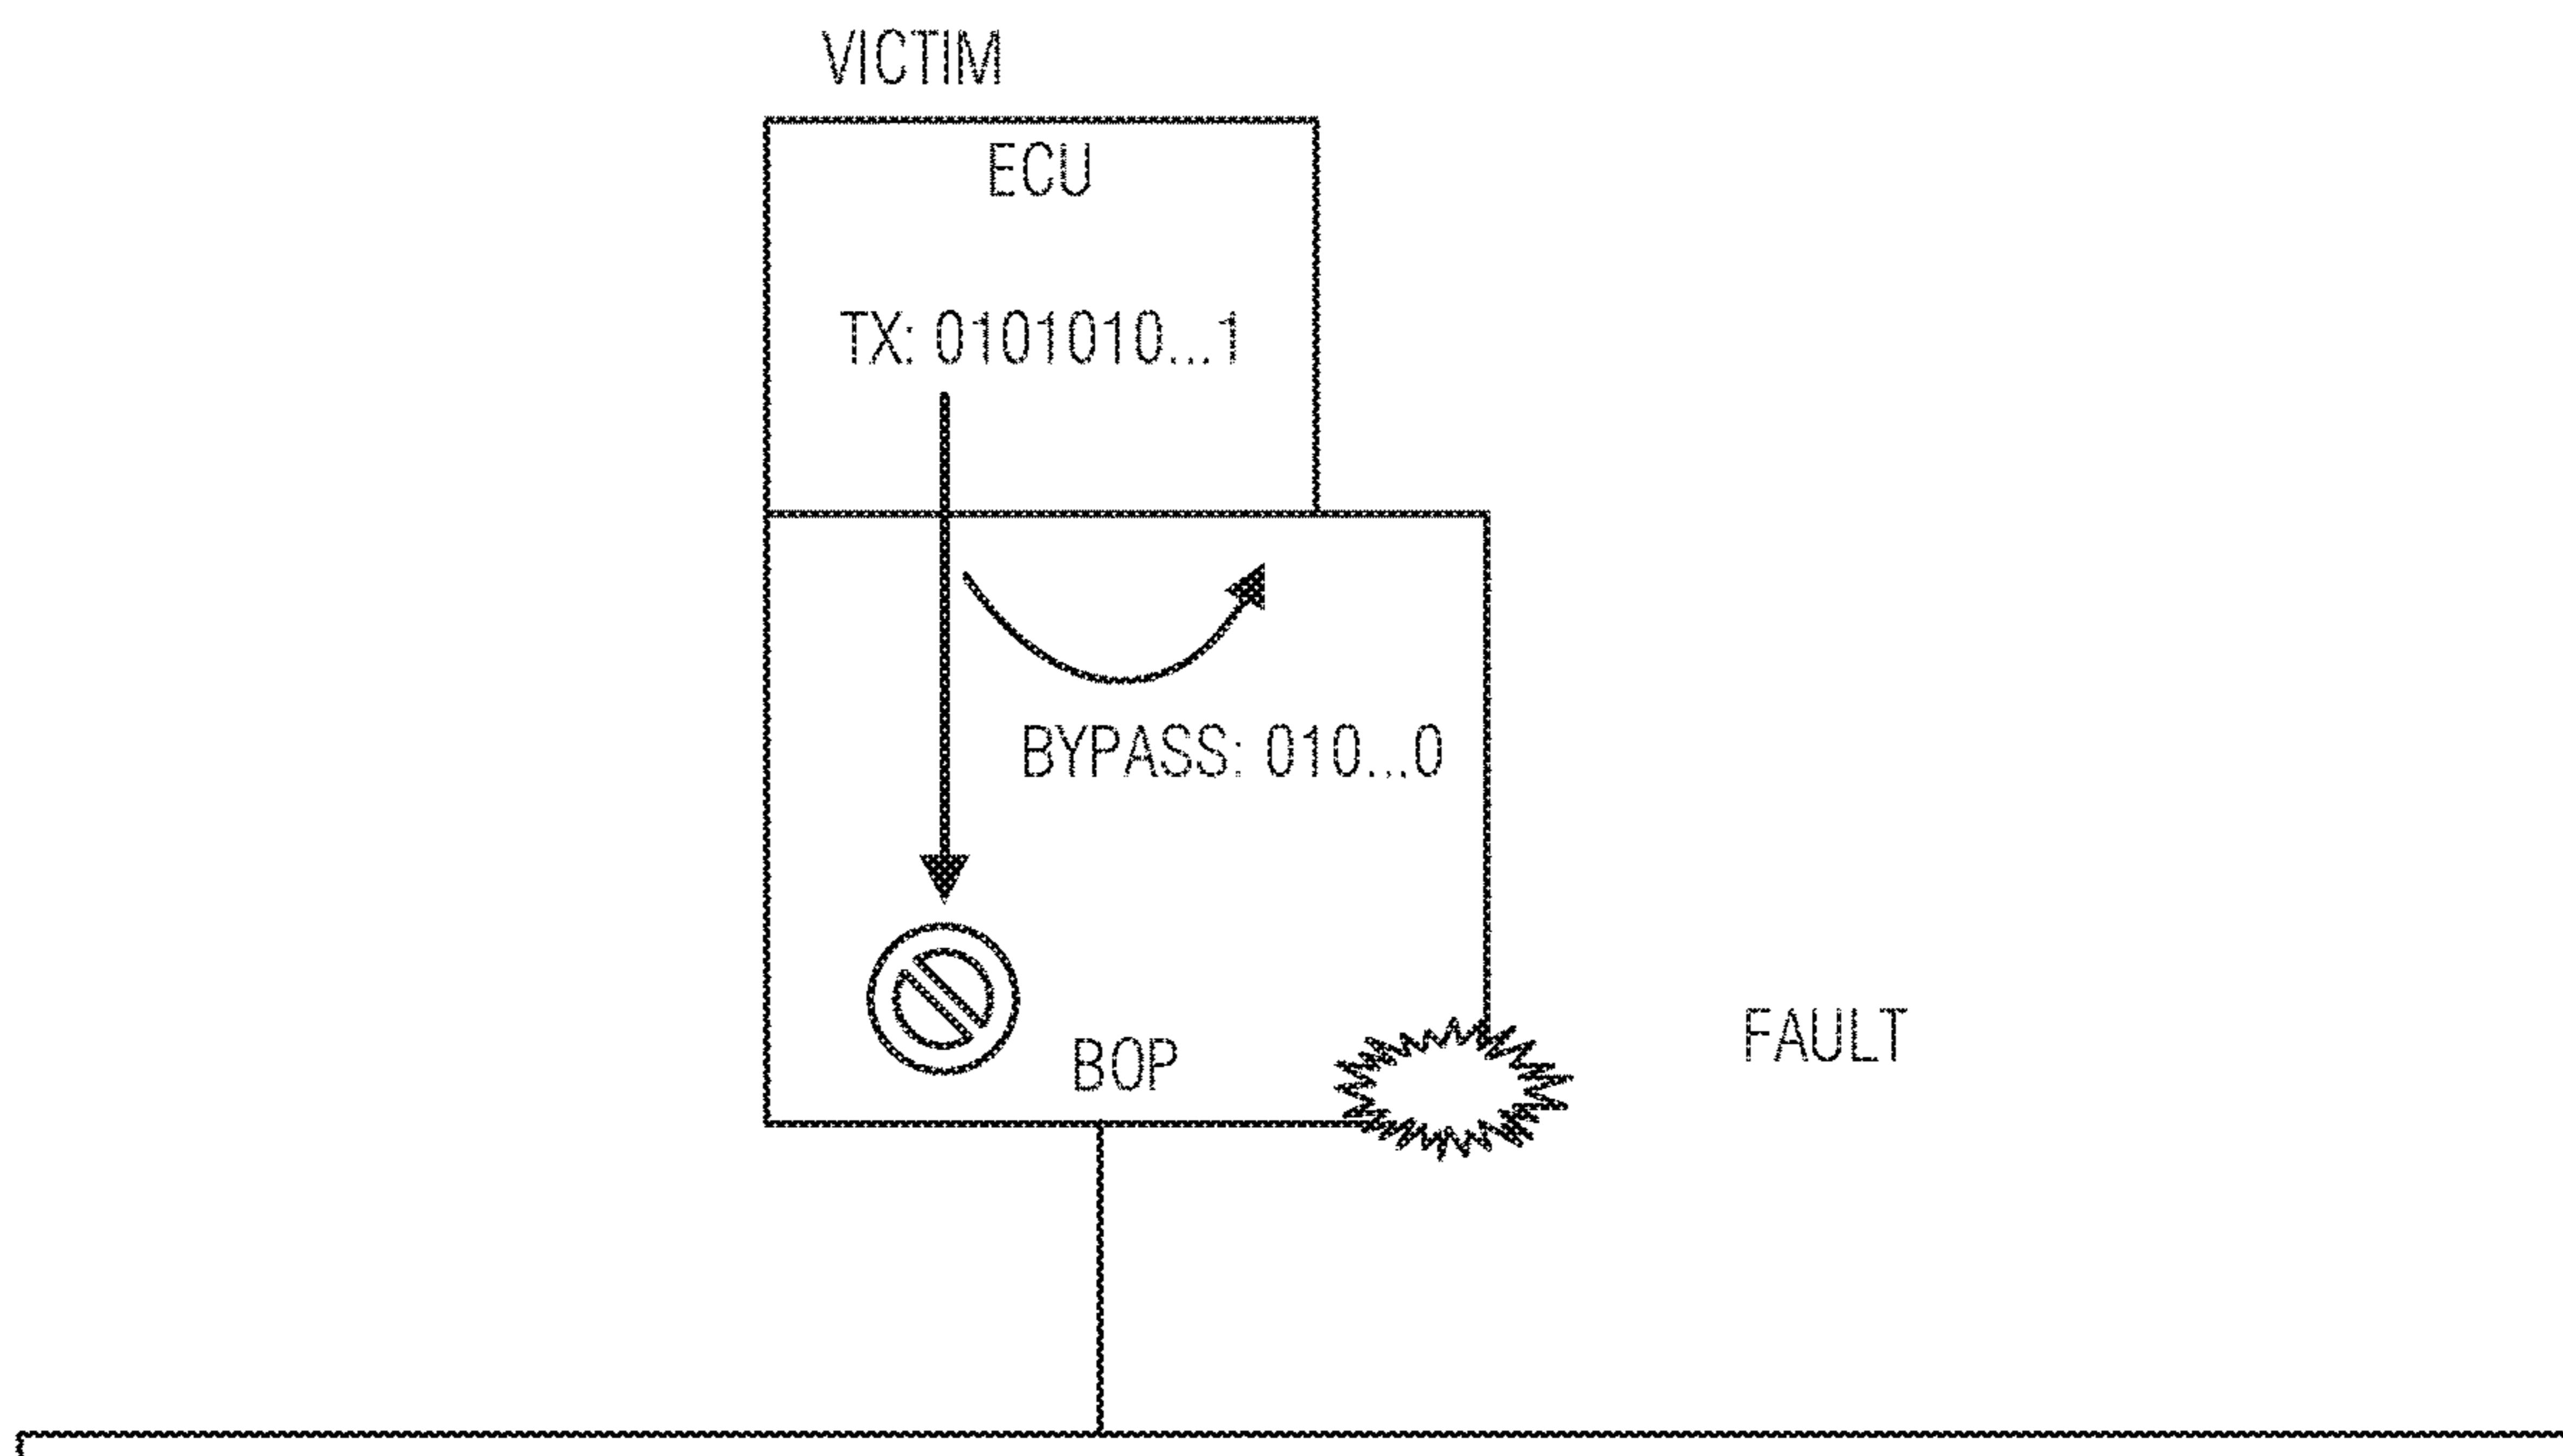 VICTIM
ECU
TX: 0101010...1
BYPASS: 010...0
FAULT
BOP